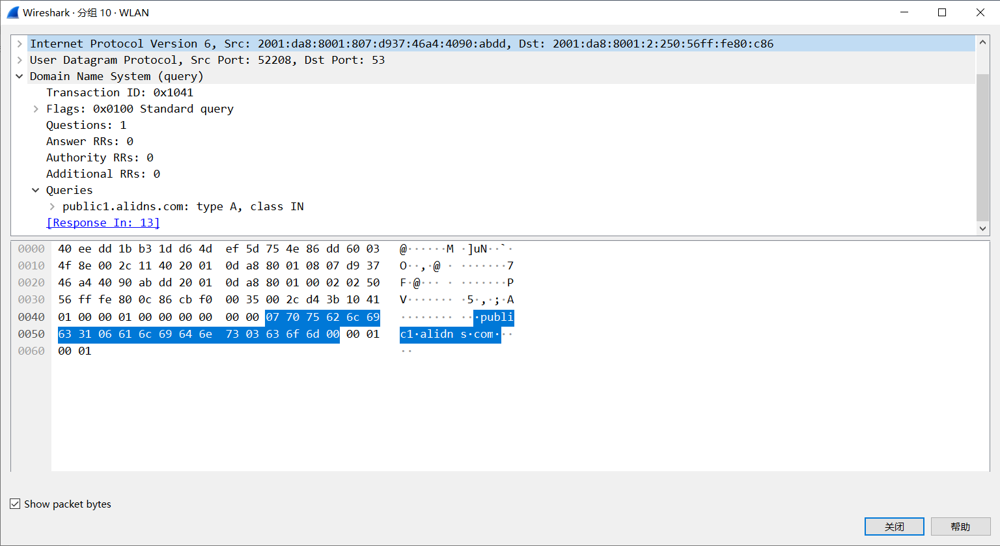 Wireshark · 分组 10 · WLAN
Internet Protocol Version 6, Src: 2001:da8:8001:807:d937:46a4:4090:abdd, Dst: 2001:da8:8001:2:250:56ff:fe80:c86
User Datagram Protocol, Src Port: 52208, Dst Port: 53
Domain Name System (query)
Transaction ID: 0x1041
Flags: 0x0100 Standard query
Questions: 1
Answer RRs: 0
Authority RRs: 0
Additional RRs: 0
Queries
public1.alidns.com: type A, class IN
[Response In: 13]
0000 40 ee dd 1b b3 1d d6 4d ef 5d 75 4e 86 dd 60 03 @······M ·]uN··`·
0010 4f 8e 00 2c 11 40 20 01 0d a8 80 01 08 07 d9 37 O··,·@ · ·······7
0020 46 a4 40 90 ab dd 20 01 0d a8 80 01 00 02 02 50 F·@··· · ·······P
0030 56 ff fe 80 0c 86 cb f0 00 35 00 2c d4 3b 10 41 V······· ·5·,·;·A
0040 01 00 00 01 00 00 00 00 00 00 07 70 75 62 6c 69 ········ ···publi
0050 63 31 06 61 6c 69 64 6e 73 03 63 6f 6d 00 00 01 c1·alidn s·com···
0060 00 01 ··
Show packet bytes
关闭
帮助